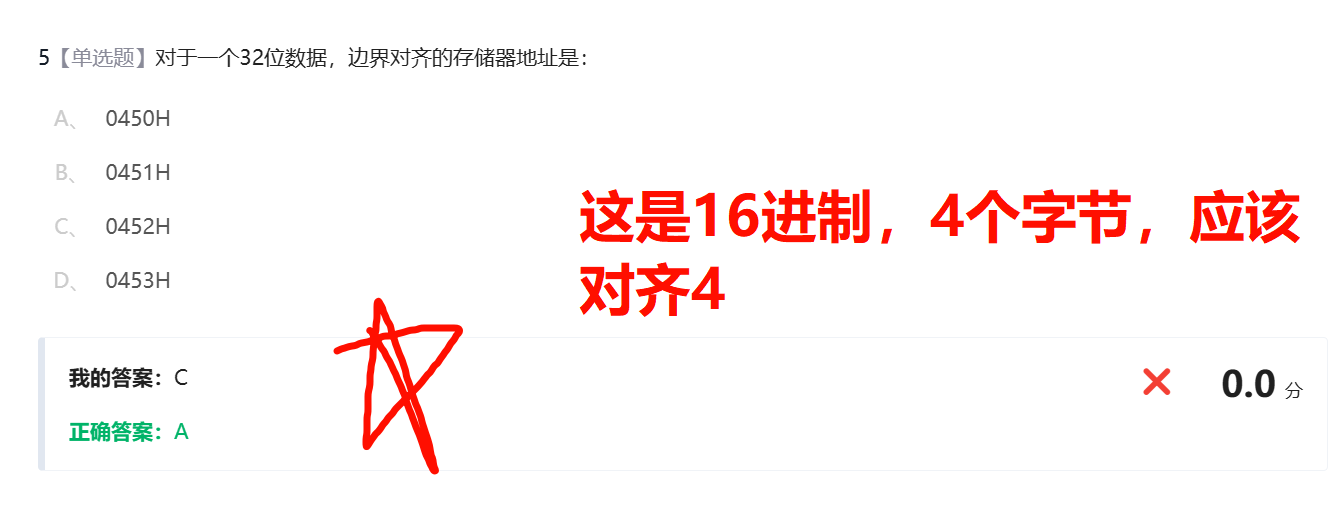 5【单选题】对于一个32位数据，边界对齐的存储器地址是：
A、 0450H
B、 0451H
C、 0452H
D、 0453H
这是16进制，4个字节，应该
对齐4
我的答案：C
0.0 分
正确答案：A